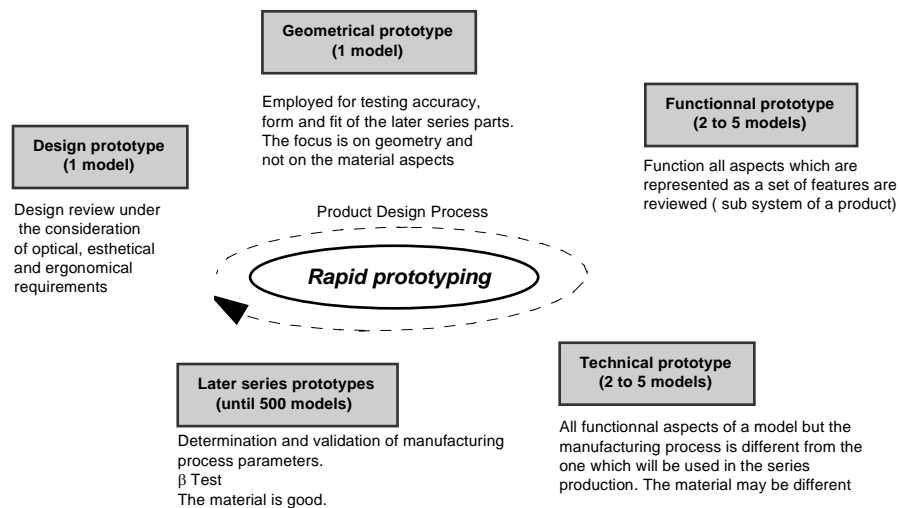 Geometrical prototype
(1 model)
Employed for testing accuracy,
form and fit of the later series parts.
The focus is on geometry and
not on the material aspects
Functionnal prototype
(2 to 5 models)
Function all aspects which are
represented as a set of features are
reviewed ( sub system of a product)
Design prototype
(1 model)
Design review under
the consideration
of optical, esthetical
and ergonomical
requirements
Product Design Process
Rapid prototyping
Later series prototypes
(until 500 models)
Determination and validation of manufacturing
process parameters.
β Test
The material is good.
Technical prototype
(2 to 5 models)
All functionnal aspects of a model but the
manufacturing process is different from the
one which will be used in the series
production. The material may be different